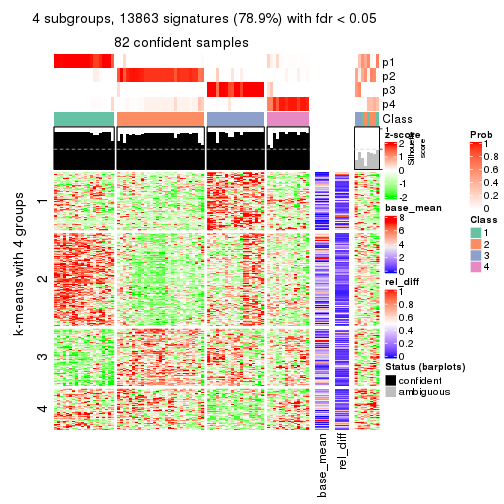 4 subgroups, 13863 signatures (78.9%) with fdr < 0.05
82 confident samples
p1
p2
p3
p4
Class
1
Silhouette
score
k-means with 4 groups
1
2
3
4
base_mean
rel_diff
z-score
2
1
0
-1
-2
base_mean
8
6
4
2
0
rel_diff
1
0.8
0.6
0.4
0.2
0
Status (barplots)
confident
ambiguous
Prob
1
0.8
0.6
0.4
0.2
0
Class
1
2
3
4